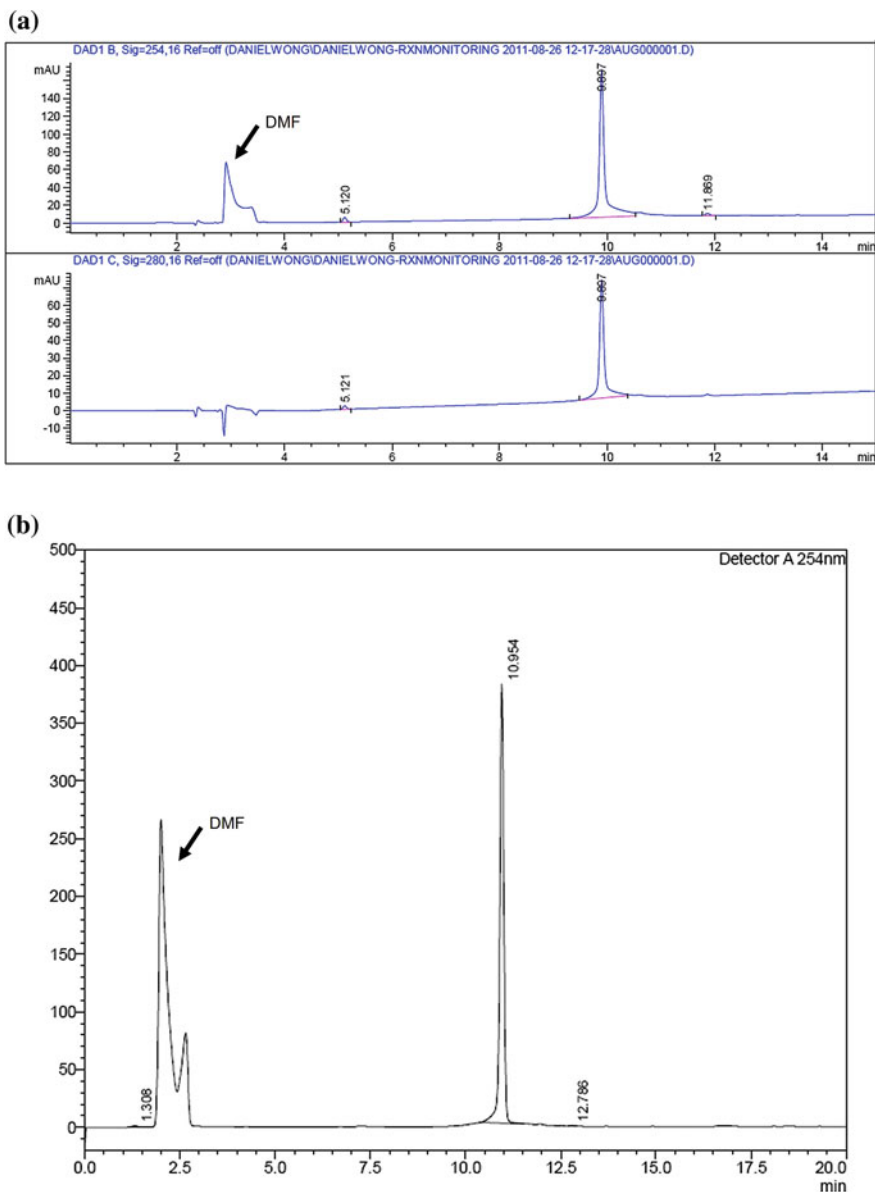 (a)
DAD1 B, Sig=254,16 Ref=off (DANIELWONG\DANIELWONG-RXNMONITORING 2011-08-26 12-17-28\AUG000001.D)
mAU
140
120
100
80
60
40
20
0
DMF
5.120
9.897
11.869
2 4 6 8 10 12 14 min
DAD1 C, Sig=280,16 Ref=off (DANIELWONG\DANIELWONG-RXNMONITORING 2011-08-26 12-17-28\AUG000001.D)
mAU
60
50
40
30
20
10
0
-10
5.121
9.897
2 4 6 8 10 12 14 min
(b)
Detector A 254nm
500
450
400
350
300
250
200
150
100
50
0
DMF
1.308
10.954
12.786
0.0 2.5 5.0 7.5 10.0 12.5 15.0 17.5 20.0
min